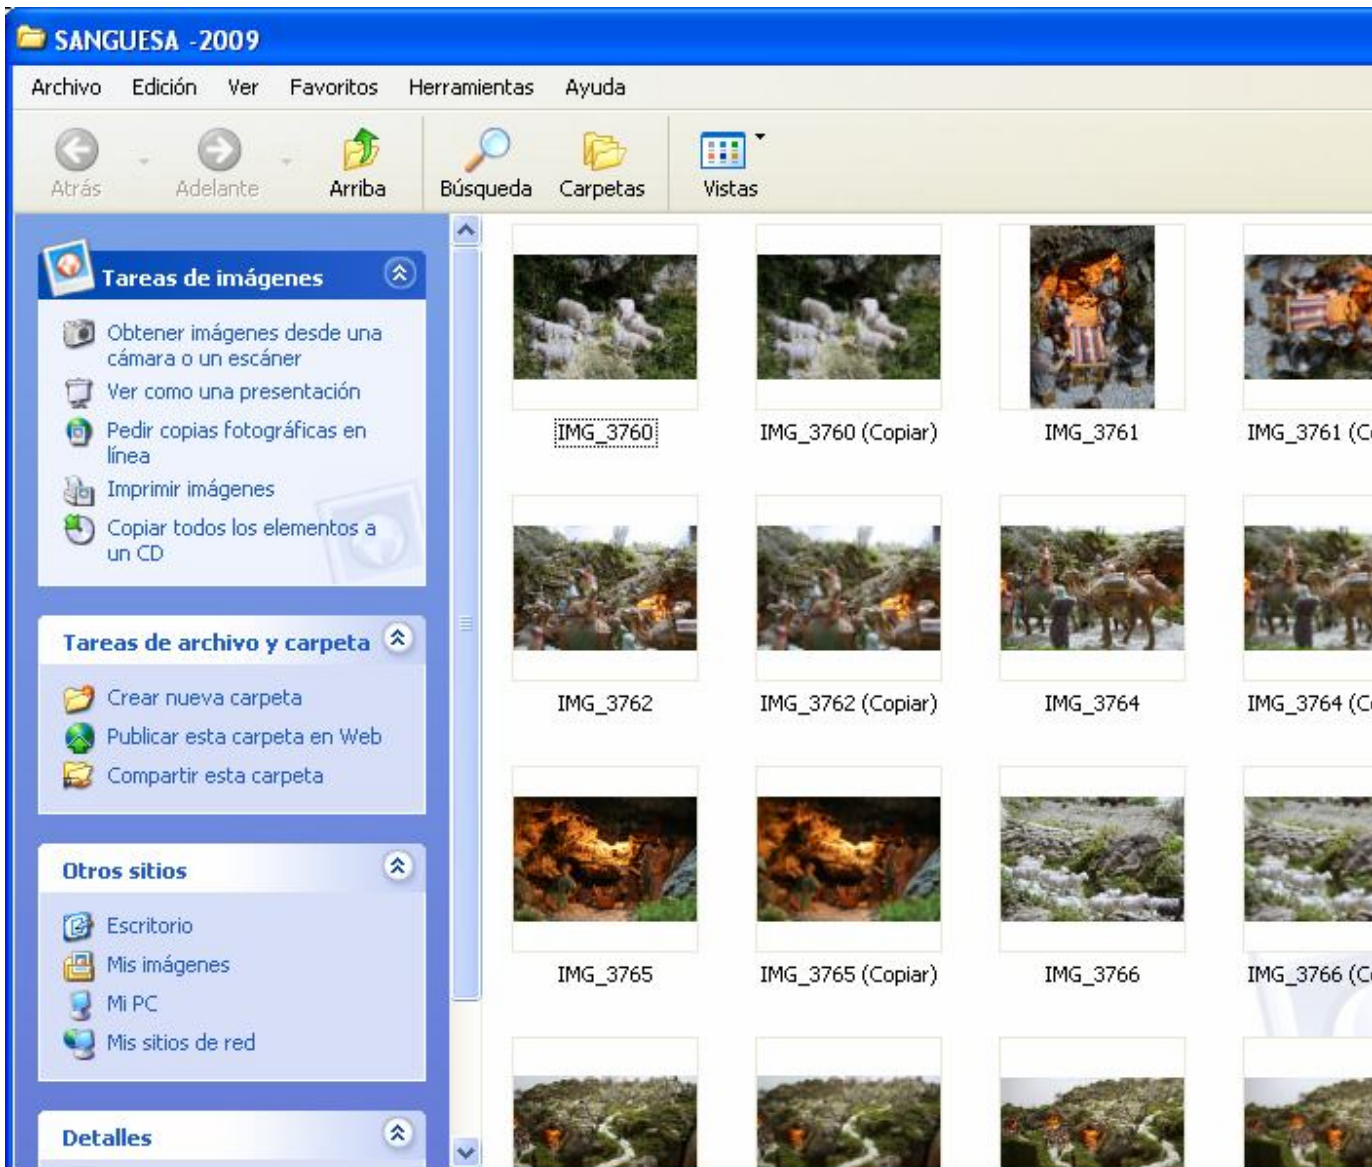 SANGUESA -2009
Archivo Edición Ver Favoritos Herramientas Ayuda
Atrás Adelante Arriba Búsqueda Carpetas Vistas
Tareas de imágenes
Obtener imágenes desde una
cámara o un escáner
Ver como una presentación
Pedir copias fotográficas en
línea
Imprimir imágenes
Copiar todos los elementos a
un CD
Tareas de archivo y carpeta
Crear nueva carpeta
Publicar esta carpeta en Web
Compartir esta carpeta
Otros sitios
Escritorio
Mis imágenes
Mi PC
Mis sitios de red
Detalles
IMG_3760 IMG_3760 (Copiar) IMG_3761 IMG_3761
IMG_3762 IMG_3762 (Copiar) IMG_3764 IMG_3764
IMG_3765 IMG_3765 (Copiar) IMG_3766 IMG_3766